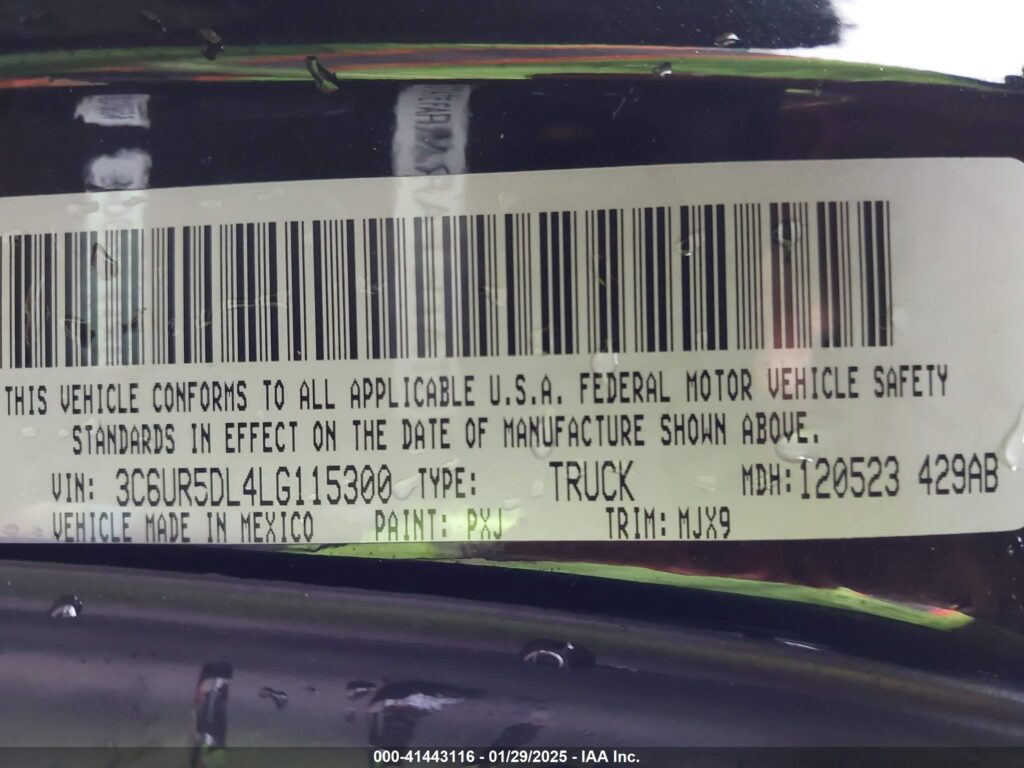 THIS VEHICLE CONFORMS TO ALL APPLICABLE U.S.A. FEDERAL MOTOR VEHICLE SAFETY
STANDARDS IN EFFECT ON THE DATE OF MANUFACTURE SHOWN ABOVE.
VIN: 3C6UR5DL4LG115300 TYPE: TRUCK MDH: 120523 429AB
VEHICLE MADE IN MEXICO PAINT: PXJ TRIM: MJX9
000-41443116 - 01/29/2025 - IAA Inc.